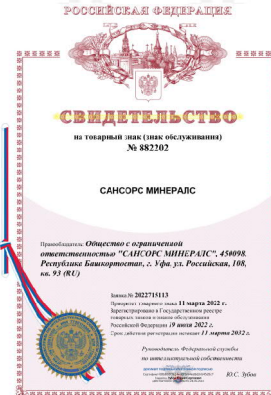 РОССИЙСКАЯ ФЕДЕРАЦИЯ
СВИДЕТЕЛЬСТВО
на товарный знак (знак обслуживания)
№ 882202
САНСОРС МИНЕРАЛС
Правообладатель: Общество с ограниченной
ответственностью "САНСОРС МИНЕРАЛС", 450098,
Республика Башкортостан, г. Уфа, ул. Российская, 108,
кв. 93 (RU)
Заявка № 2022715113
Приоритет товарного знака 11 марта 2022 г.
Зарегистрировано в Государственном реестре
товарных знаков и знаков обслуживания
Российской Федерации 19 июля 2022 г.
Срок действия регистрации истекает 11 марта 2032 г.
Руководитель Федеральной службы
по интеллектуальной собственности
Ю.С. Зубов